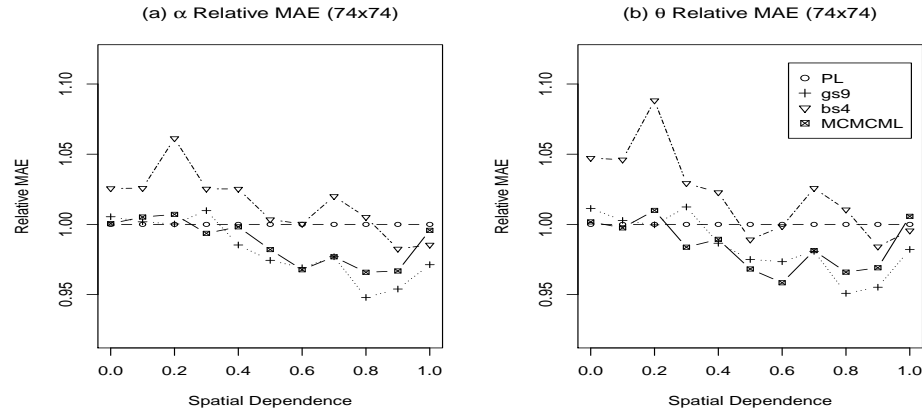 (a) α Relative MAE (74x74)
Relative MAE
1.10
1.05
1.00
0.95
0.0 0.2 0.4 0.6 0.8 1.0
Spatial Dependence
(b) θ Relative MAE (74x74)
Relative MAE
1.10
1.05
1.00
0.95
PL
gs9
bs4
MCMCML
0.0 0.2 0.4 0.6 0.8 1.0
Spatial Dependence